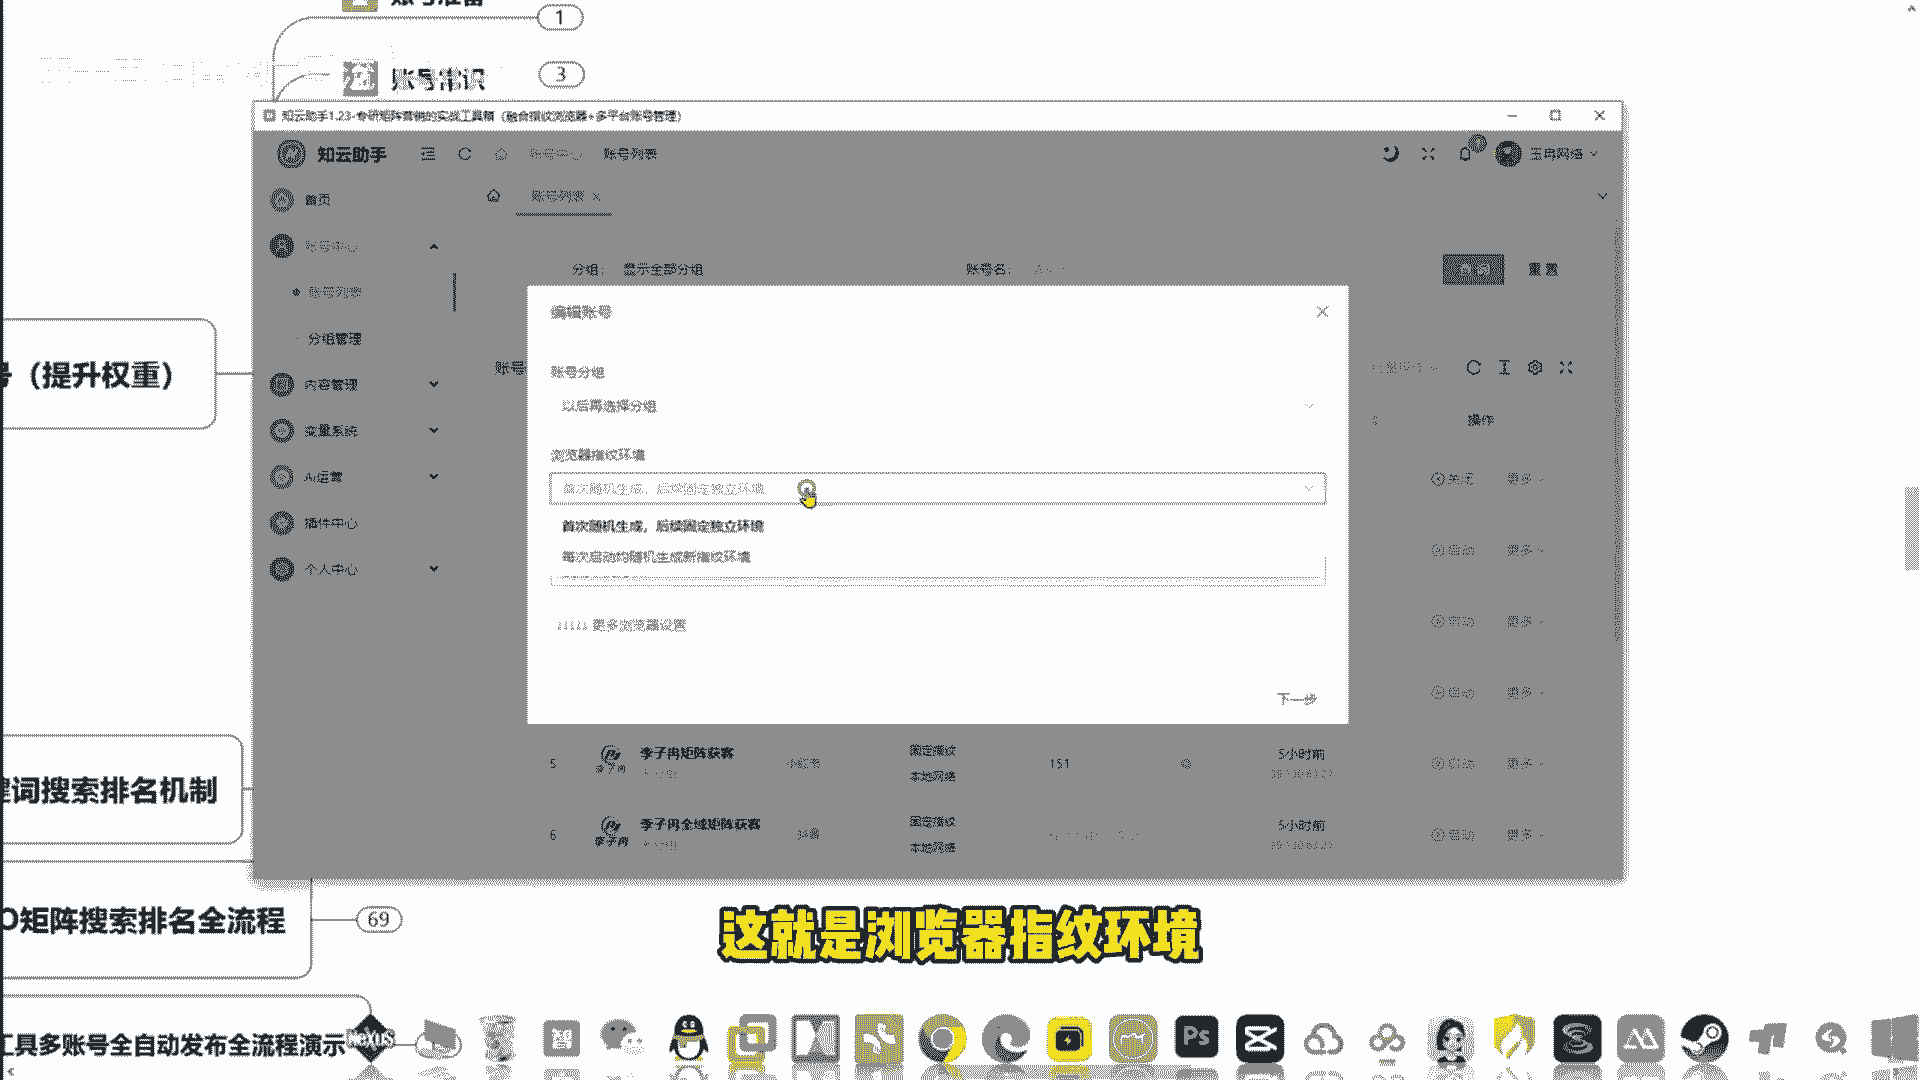 1
账号常识
3
知云助手1.23-专研矩阵营销的实战工具箱（融合指纹浏览器+多平台账号管理）
知云助手
账号中心
账号列表
玉冉网络
首页
账号列表
账号中心
账号列表
分组管理
内容管理
变量系统
AI运营
插件中心
个人中心
分组：
显示全部分组
账号名：
查 询
重 置
编辑账号
账号分组
以后再选择分组
浏览器指纹环境
首次随机生成，后续固定独立环境
首次随机生成，后续固定独立环境
每次启动均随机生成新指纹环境
更多浏览器设置
下一步
账号
操作
关闭
更多
启动
更多
启动
更多
启动
更多
5
李子冉矩阵获客
小红书
固定指纹
本地网络
151
5小时前
启动
更多
6
李子冉全域矩阵获客
抖音
固定指纹
本地网络
5小时前
启动
更多
号（提升权重）
键词搜索排名机制
O矩阵搜索排名全流程
69
工具多账号全自动发布全流程演示
这就是浏览器指纹环境
Nexus
Ps